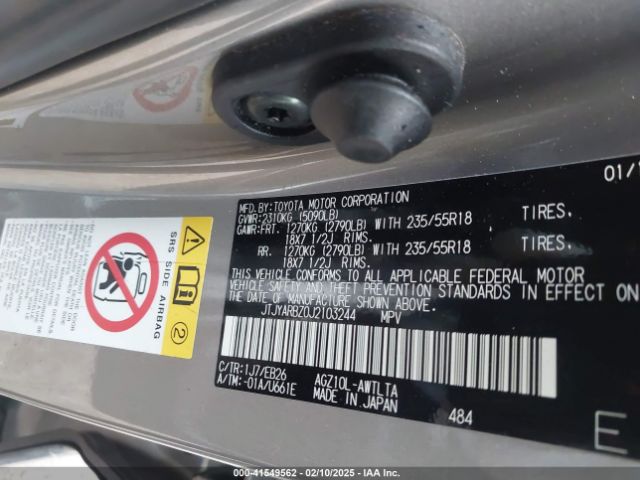 01/1
MFD.BY:TOYOTA MOTOR CORPORATION
GVWR:2310KG (5090LB)
GAWR:FRT. 1270KG (2790LB) WITH 235/55R18 TIRES,
18X7 1/2J RIMS.
RR. 1270KG (2790LB) WITH 235/55R18 TIRES,
18X7 1/2J RIMS.
THIS VEHICLE CONFORMS TO ALL APPLICABLE FEDERAL MOTOR
VEHICLE SAFETY AND THEFT PREVENTION STANDARDS IN EFFECT ON
THE DATE OF MANUFACTURE SHOWN ABOVE.
JTJYARBZ0J2103244 MPV
C/TR:1J7/EB26
A/TM:-01A/U661E
AGZ10L-AWTLTA
MADE IN JAPAN
484
E
SRS SIDE AIRBAG
2
000-41549562 - 02/10/2025 - IAAI.COM